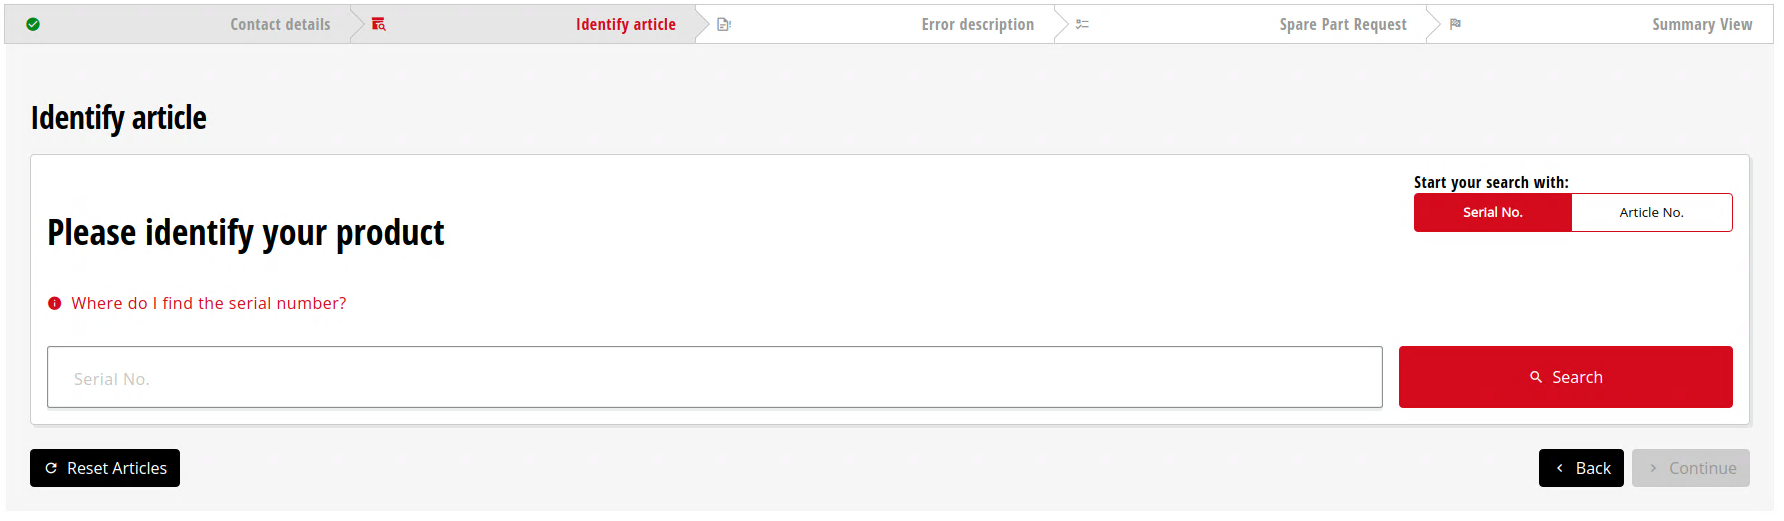 Contact details
Identify article
Error description
Spare Part Request
Summary View
Identify article
Start your search with:
Serial No.
Article No.
Please identify your product
Where do I find the serial number?
Serial No.
Search
Reset Articles
Back
Continue